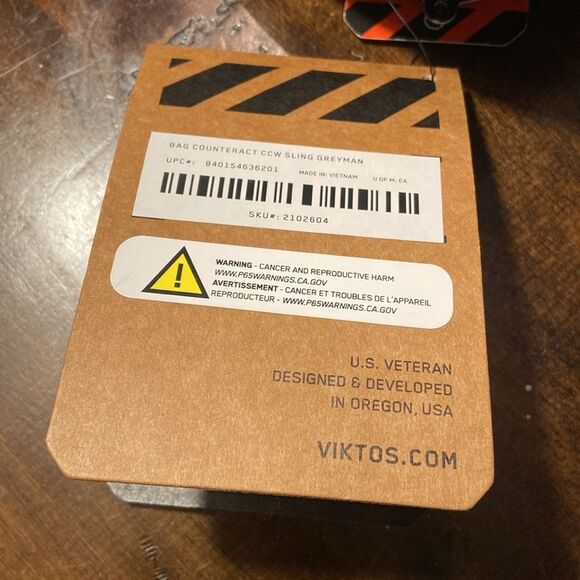 BAG COUNTERACT CCW SLING GREYMAN
UPC#: 840154636201 MADE IN: VIETNAM U OF M: EA
SKU#: 2102604
WARNING - CANCER AND REPRODUCTIVE HARM
WWW.P65WARNINGS.CA.GOV
AVERTISSEMENT - CANCER ET TROUBLES DE L'APPAREIL
REPRODUCTEUR - WWW.P65WARNINGS.CA.GOV
U.S. VETERAN
DESIGNED & DEVELOPED
IN OREGON, USA
VIKTOS.COM